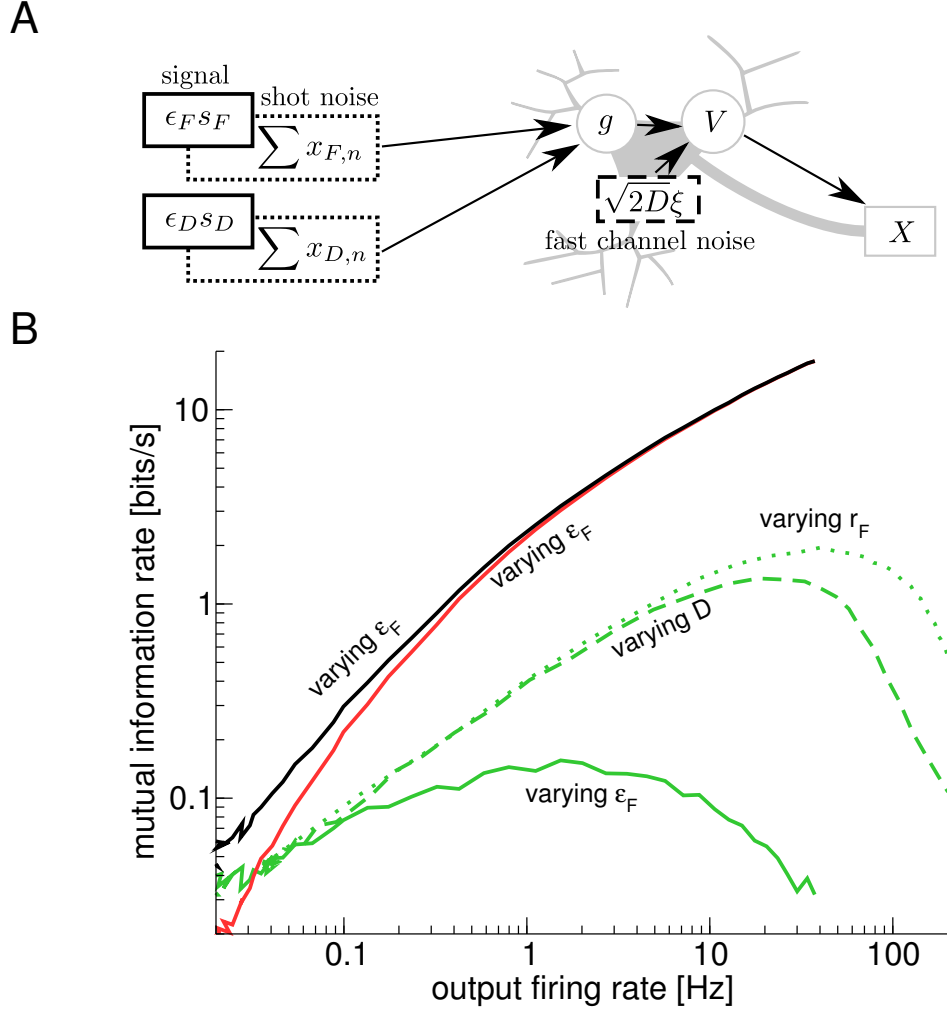 A
signal
shot noise
ϵ_F s_F
∑ x_{F,n}
ϵ_D s_D
∑ x_{D,n}
g
V
√2D ξ
fast channel noise
X
B
mutual information rate [bits/s]
10
1
0.1
varying ε_F
varying ε_F
varying r_F
varying D
varying ε_F
0.1
1
10
100
output firing rate [Hz]